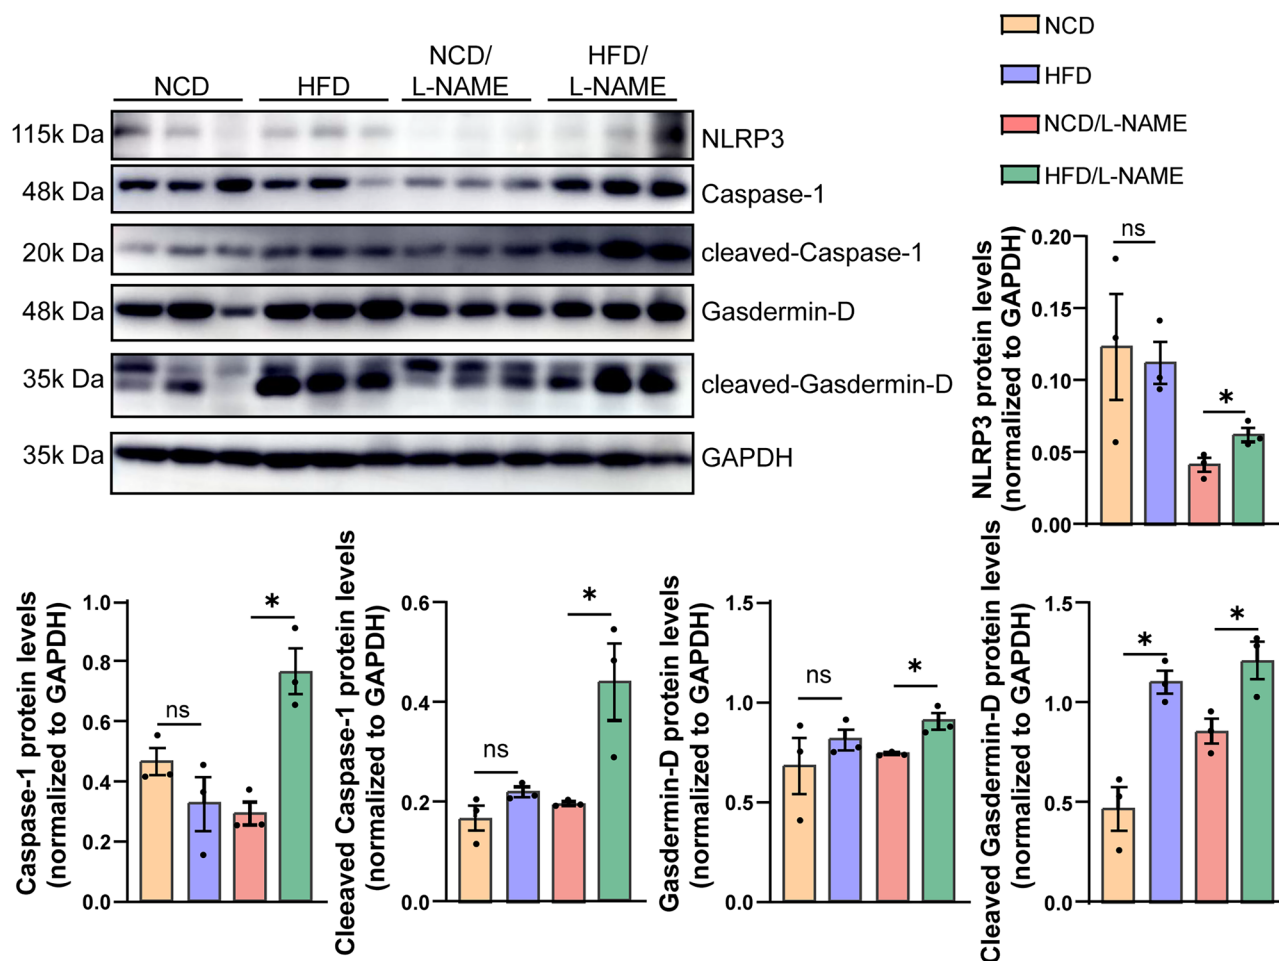 NCD
HFD
NCD/
L-NAME
HFD/
L-NAME
115k Da
NLRP3
48k Da
Caspase-1
20k Da
cleaved-Caspase-1
48k Da
Gasdermin-D
35k Da
cleaved-Gasdermin-D
35k Da
GAPDH
NCD
HFD
NCD/L-NAME
HFD/L-NAME
NLRP3 protein levels
(normalized to GAPDH)
0.20
0.15
0.10
0.05
0.00
ns
*
Caspase-1 protein levels
(normalized to GAPDH)
1.0
0.8
0.6
0.4
0.2
0.0
ns
*
Cleeaved Caspase-1 protein levels
(normalized to GAPDH)
0.6
0.4
0.2
0.0
ns
*
Gasdermin-D protein levels
(normalized to GAPDH)
1.5
1.0
0.5
0.0
ns
*
Cleaved Gasdermin-D protein levels
(normalized to GAPDH)
1.5
1.0
0.5
0.0
*
*